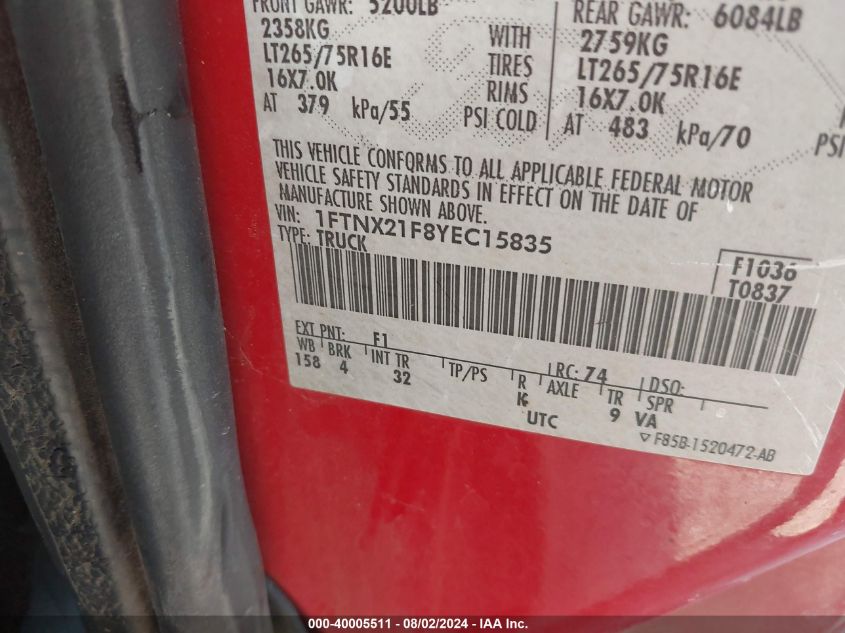 FRONT GAWR: 5200LB
2358KG
LT265/75R16E
16X7.0K
AT 379 kPa/55
WITH
TIRES
RIMS
PSI COLD
REAR GAWR: 6084LB
2759KG
LT265/75R16E
16X7.0K
AT 483 kPa/70
PSI
THIS VEHICLE CONFORMS TO ALL APPLICABLE FEDERAL MOTOR
VEHICLE SAFETY STANDARDS IN EFFECT ON THE DATE OF
MANUFACTURE SHOWN ABOVE.
VIN: 1FTNX21F8YEC15835
TYPE: TRUCK
F1036
T0837
EXT PNT: F1 RC: 74 DSO:
WB BRK INT TR TP/PS R AXLE TR SPR
158 4 32 K 9 VA
UTC
F85B-1520472-AB
000-40005511 - 08/02/2024 - IAA Inc.